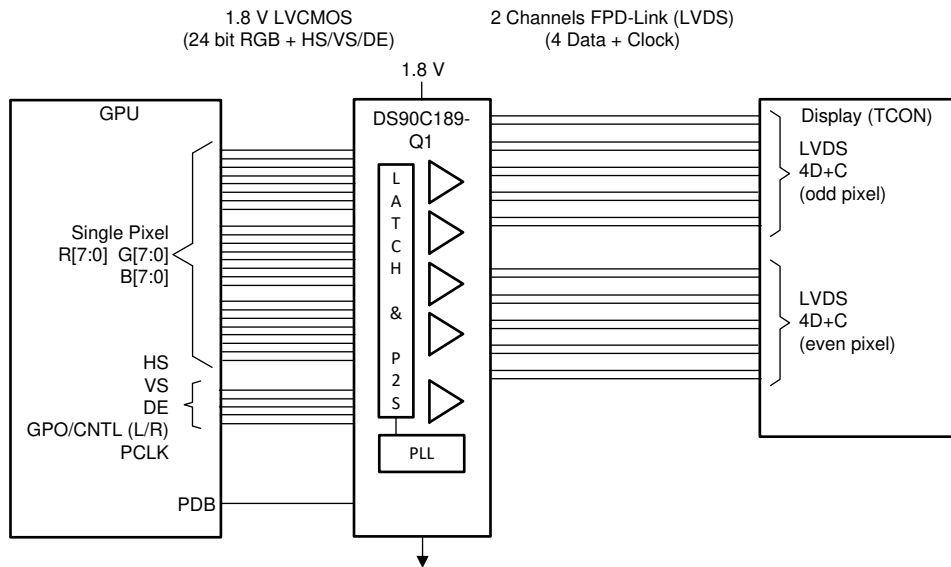 1.8 V LVCMOS
(24 bit RGB + HS/VS/DE)
2 Channels FPD-Link (LVDS)
(4 Data + Clock)
1.8 V
GPU
Single Pixel
R[7:0] G[7:0]
B[7:0]
HS
VS
DE
GPO/CNTL (L/R)
PCLK
PDB
DS90C189-
Q1
L
A
T
C
H
&
P
2
S
PLL
Display (TCON)
LVDS
4D+C
(odd pixel)
LVDS
4D+C
(even pixel)